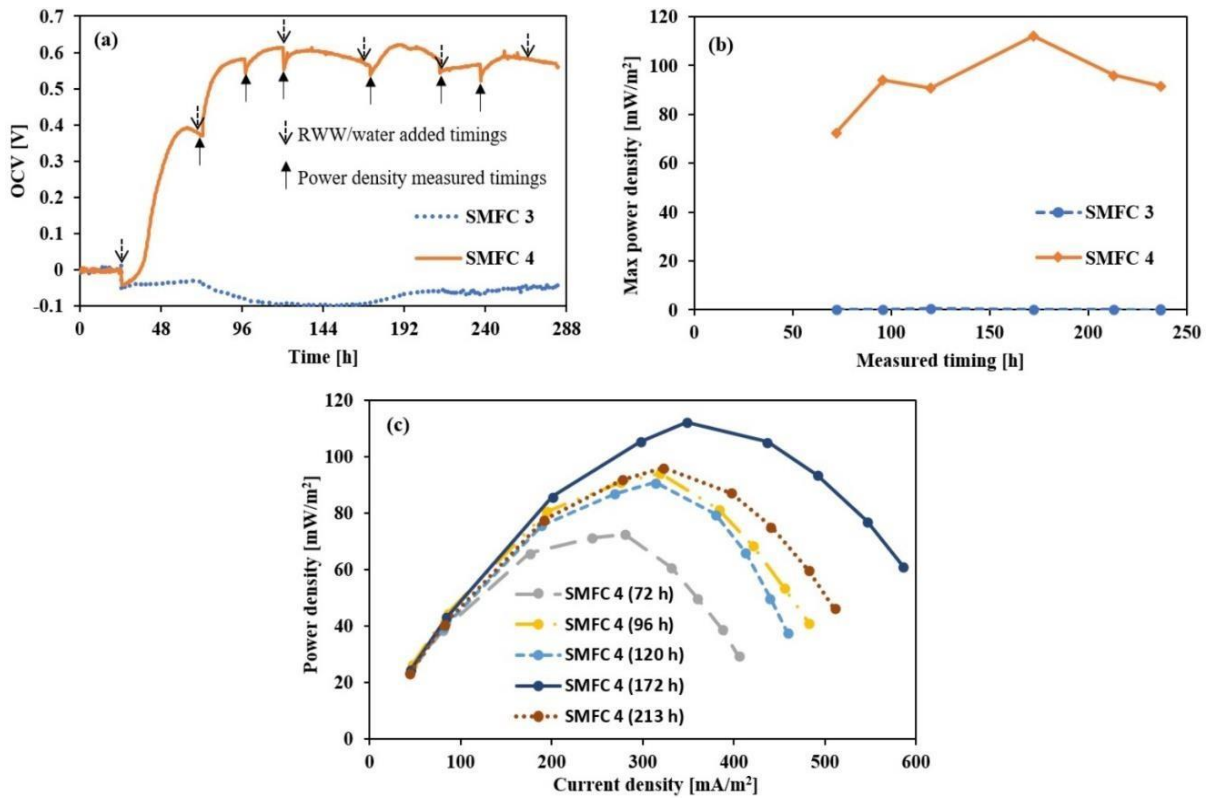 (a)
0.7
0.6
0.5
0.4
0.3
0.2
0.1
0
-0.1
OCV [V]
RWW/water added timings
Power density measured timings
SMFC 3
SMFC 4
0 48 96 144 192 240 288
Time [h]
(b)
120
100
80
60
40
20
0
Max power density [mW/m²]
SMFC 3
SMFC 4
0 50 100 150 200 250
Measured timing [h]
(c)
120
100
80
60
40
20
0
Power density [mW/m²]
SMFC 4 (72 h)
SMFC 4 (96 h)
SMFC 4 (120 h)
SMFC 4 (172 h)
SMFC 4 (213 h)
0 100 200 300 400 500 600
Current density [mA/m²]